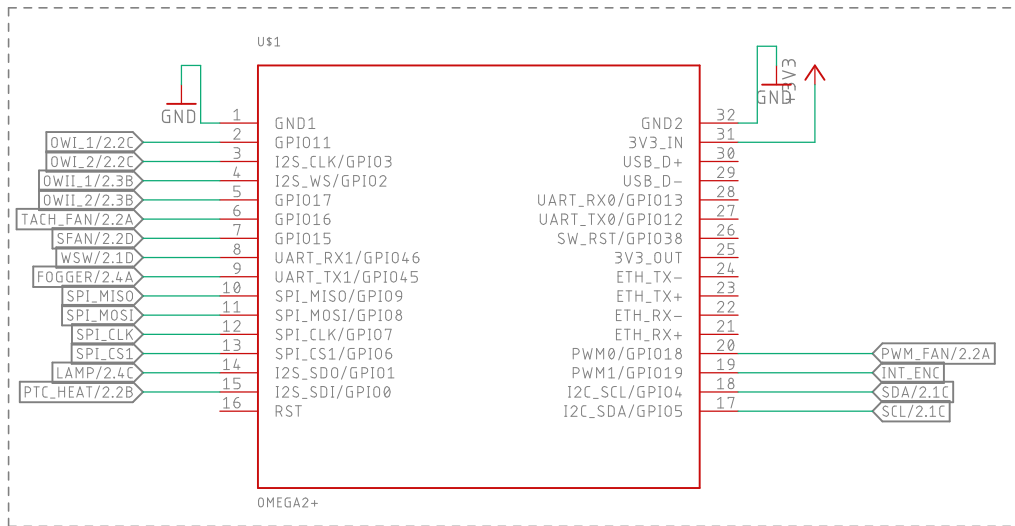 U$1
GND
GND
+3V3
1 GND1
OWI_1/2.2C 2 GPIO11
OWI_2/2.2C 3 I2S_CLK/GPIO3
OWII_1/2.3B 4 I2S_WS/GPIO2
OWII_2/2.3B 5 GPIO17
TACH_FAN/2.2A 6 GPIO16
SFAN/2.2D 7 GPIO15
WSW/2.1D 8 UART_RX1/GPIO46
FOGGER/2.4A 9 UART_TX1/GPIO45
SPI_MISO 10 SPI_MISO/GPIO9
SPI_MOSI 11 SPI_MOSI/GPIO8
SPI_CLK 12 SPI_CLK/GPIO7
SPI_CS1 13 SPI_CS1/GPIO6
LAMP/2.4C 14 I2S_SDO/GPIO1
PTC_HEAT/2.2B 15 I2S_SDI/GPIO0
16 RST
GND2 32
3V3_IN 31
USB_D+ 30
USB_D- 29
UART_RX0/GPIO13 28
UART_TX0/GPIO12 27
SW_RST/GPIO38 26
3V3_OUT 25
ETH_TX- 24
ETH_TX+ 23
ETH_RX- 22
ETH_RX+ 21
PWM0/GPIO18 20 PWM_FAN/2.2A
PWM1/GPIO19 19 INT_ENC
I2C_SCL/GPIO4 18 SDA/2.1C
I2C_SDA/GPIO5 17 SCL/2.1C
OMEGA2+